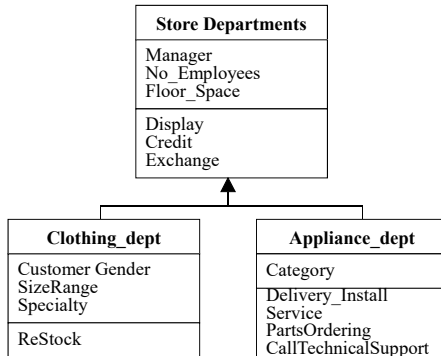 Store Departments
Manager
No_Employees
Floor_Space
Display
Credit
Exchange
Clothing_dept
Customer Gender
SizeRange
Specialty
ReStock
Appliance_dept
Category
Delivery_Install
Service
PartsOrdering
CallTechnicalSupport